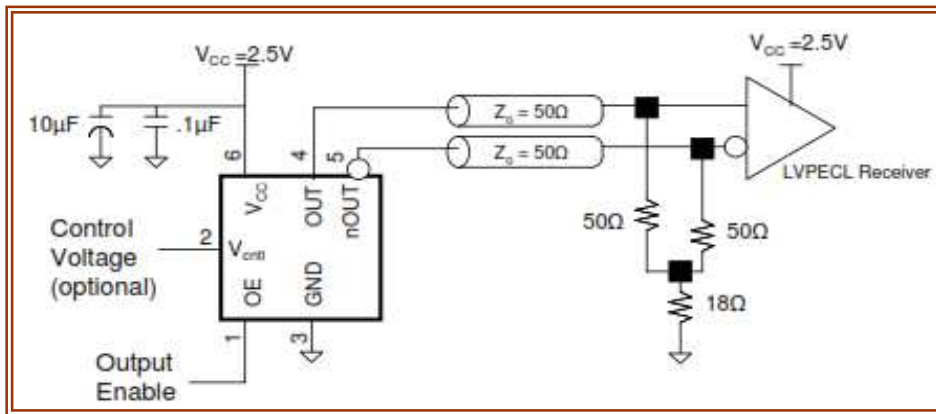 V_CC =2.5V
V_CC =2.5V
10µF
.1µF
Z_o = 50Ω
Z_o = 50Ω
LVPECL Receiver
6
4
5
V_CC
OUT
nOUT
50Ω
50Ω
Control
Voltage
(optional)
2
V_cntl
OE
GND
18Ω
1
3
Output
Enable